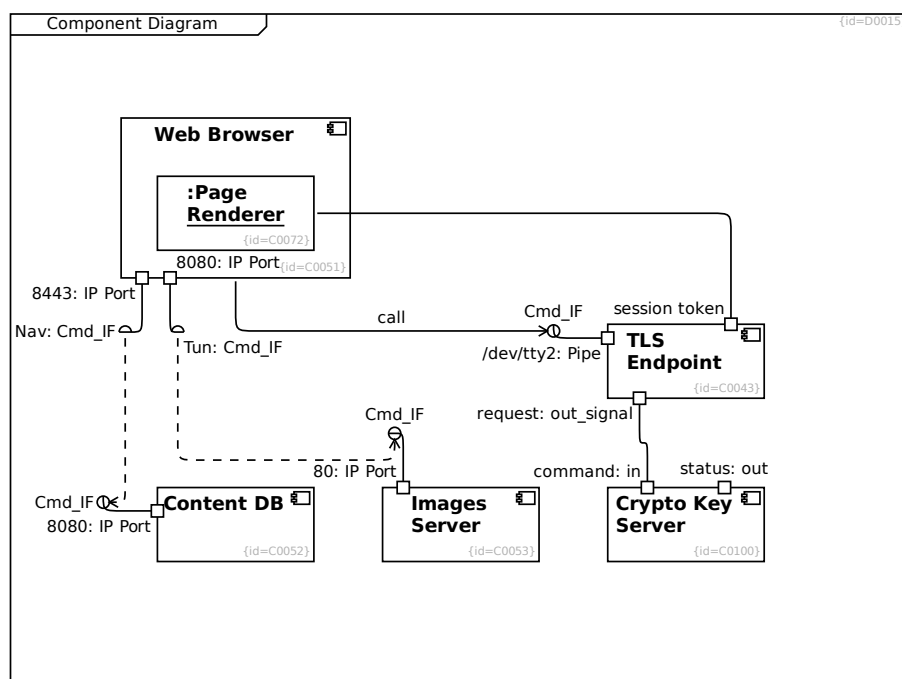 Component Diagram
{id=D0015
Web Browser
:Page
Renderer
{id=C0072}
8080: IP Port
{id=C0051}
8443: IP Port
Nav: Cmd_IF
Tun: Cmd_IF
call
Cmd_IF
session token
/dev/tty2: Pipe
TLS
Endpoint
{id=C0043}
request: out_signal
Cmd_IF
80: IP Port
command: in
status: out
Cmd_IF
8080: IP Port
Content DB
{id=C0052}
Images
Server
{id=C0053}
Crypto Key
Server
{id=C0100}